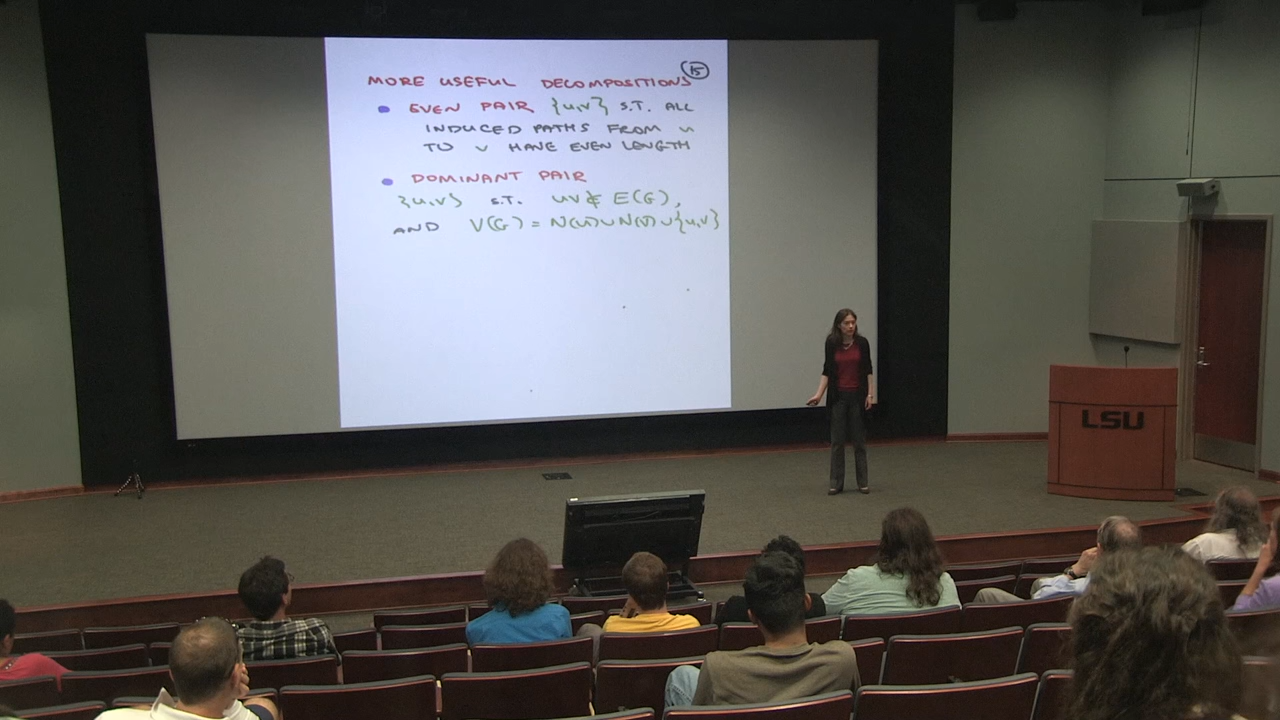 15
MORE USEFUL DECOMPOSITIONS
• EVEN PAIR {u,v} S.T. ALL
INDUCED PATHS FROM u
TO v HAVE EVEN LENGTH
• DOMINANT PAIR
{u,v} S.T. uv∉E(G),
AND V(G) = N(u)∪N(v)∪{u,v}
LSU